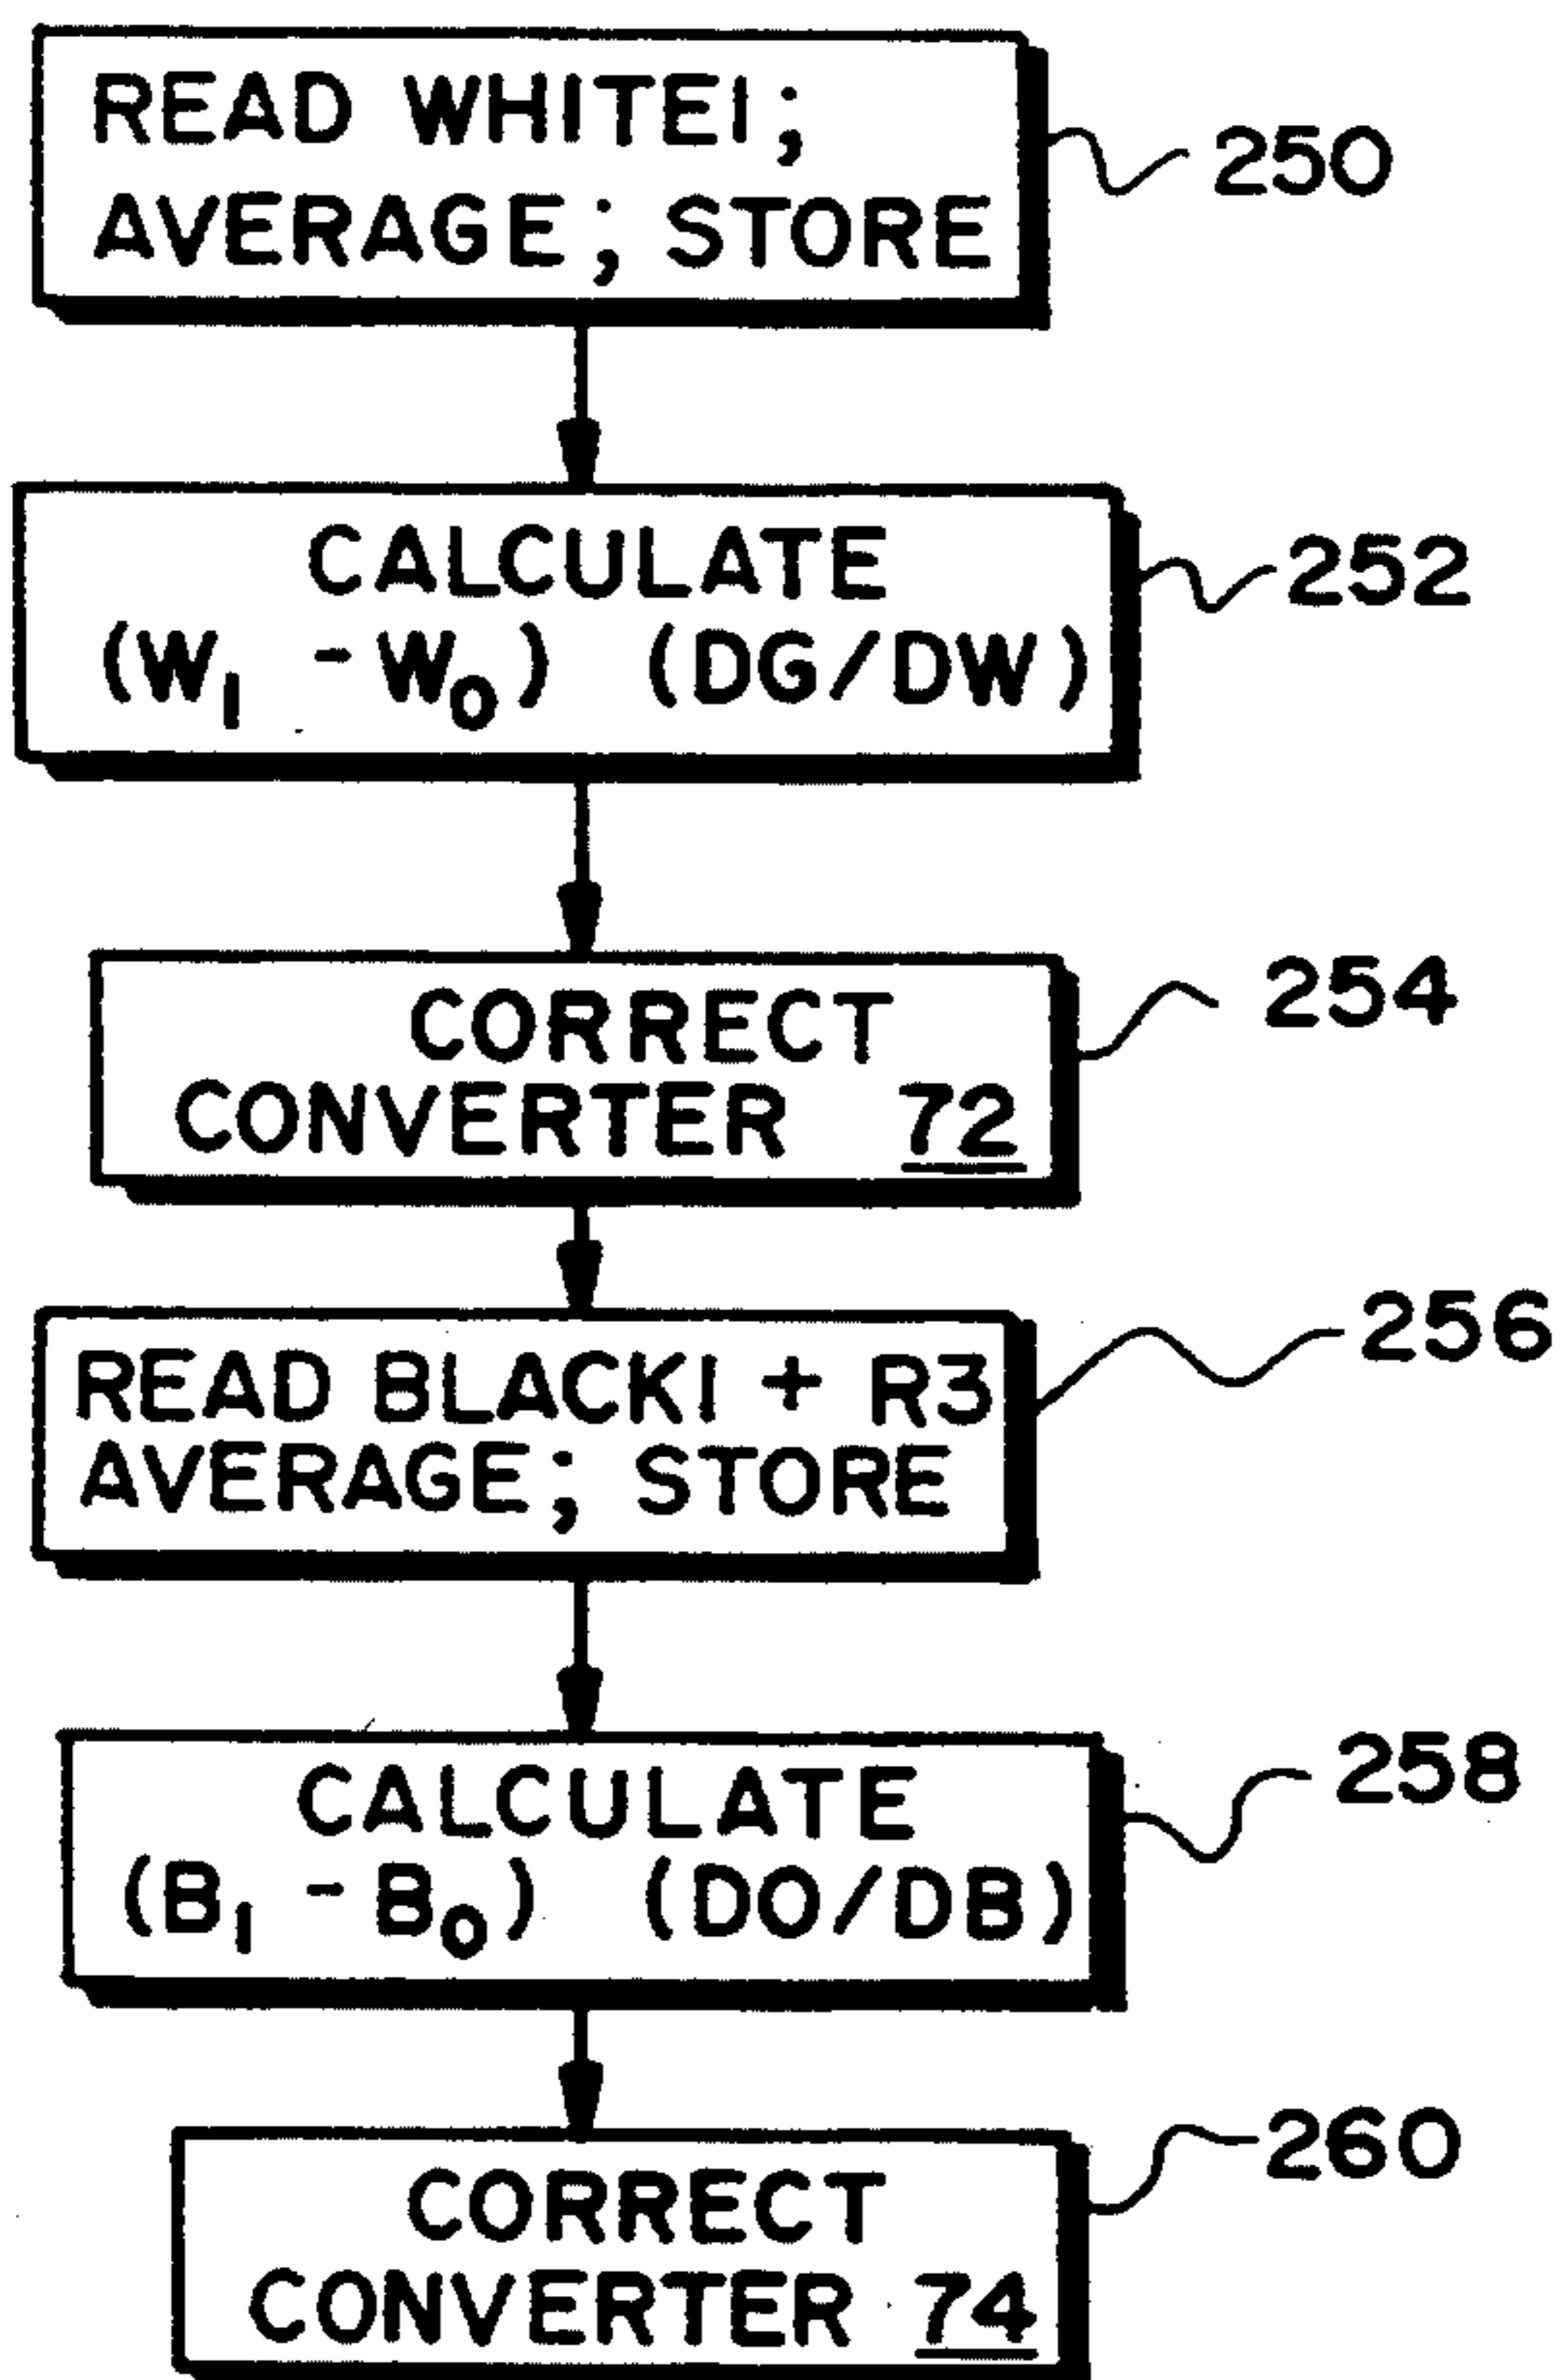 READ WHITE1;
AVERAGE; STORE
250
CALCULATE
(W₁ - W₀) (DG/DW)
252
CORRECT
CONVERTER 72
254
READ BLACK1 + R3
AVERAGE; STORE
256
CALCULATE
(B₁ - B₀) (DO/DB)
258
CORRECT
CONVERTER 74
260